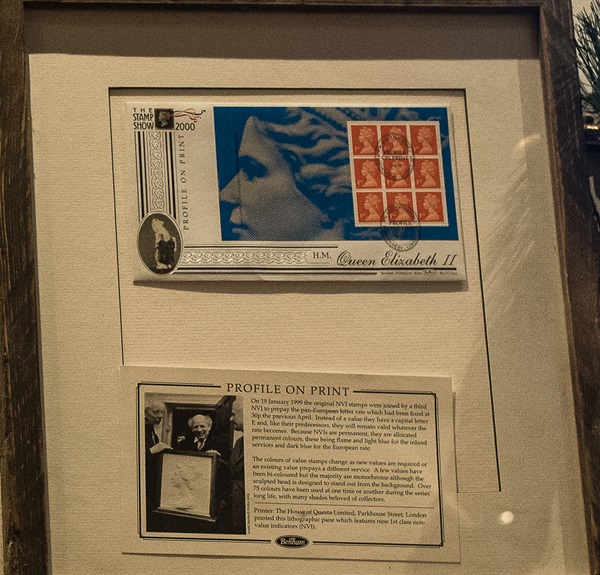 THE
STAMP
SHOW 2000
PROFILE ON PRINT
PROFILE
ON PRINT
PROFILE
H.M. Queen Elizabeth II
PROFILE ON PRINT
On 19 January 1999 the original NVI stamps were joined by a third
NVI to prepay the pan-European letter rate which had been fixed at
30p the previous April. Instead of a value they have a capital letter
E and, like their predecessors, they will remain valid whatever the
rate becomes. Because NVIs are permanent, they are allocated
permanent colours, these being flame and light blue for the inland
services and dark blue for the European rate.
The colours of value stamps change as new values are required or
an existing value prepays a different service. A few values have
been bi-coloured but the majority are monochrome although the
sculpted head is designed to stand out from the background. Over
75 colours have been used at one time or another during the series'
long life, with many shades beloved of collectors.
Printer: The House of Questa Limited, Parkhouse Street, London
printed this lithographic pane which features nine 1st class non-
value indicators (NVI).
Benham